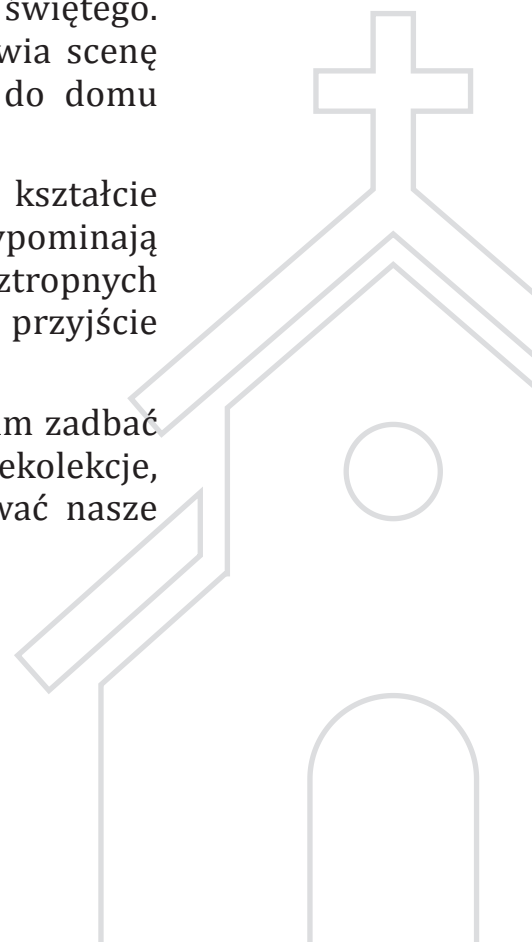 świętego.
wia scenę
do domu
kształcie
ypominają
ztropnych
przyjście
m zadbać
ekolekcje,
wać nasze